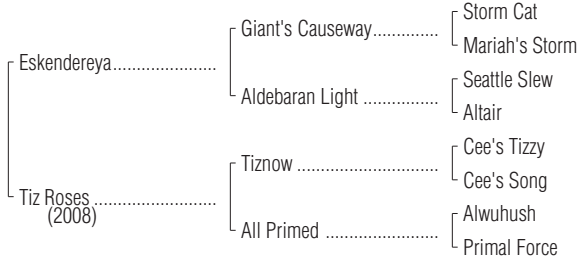 Storm Cat
Giant's Causeway..............
Mariah's Storm
Eskendereya......................
Seattle Slew
Aldebaran Light ................
Altair
Cee's Tizzy
Tiznow ..............................
Cee's Song
Tiz Roses ..........................
(2008)
Alwuhush
All Primed ........................
Primal Force